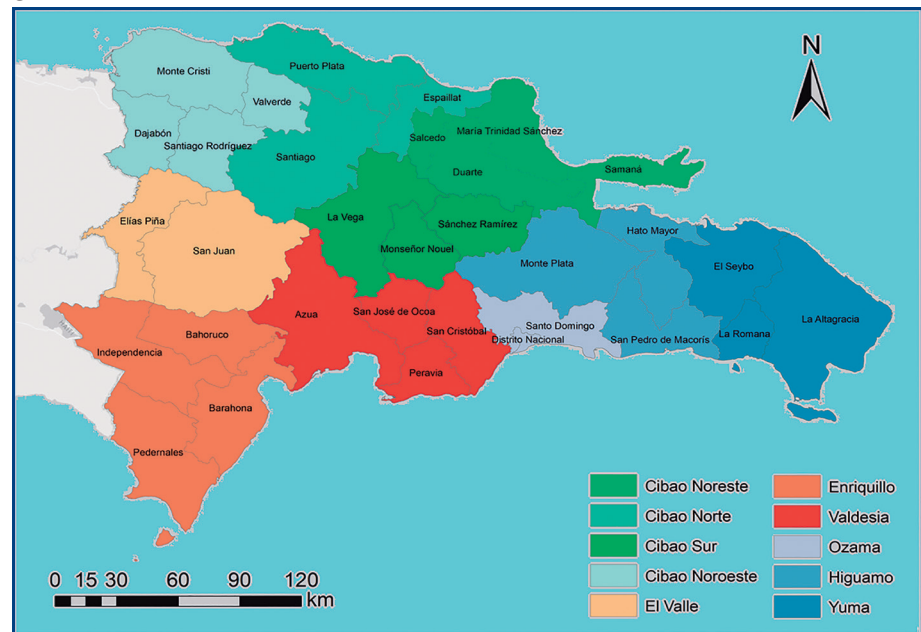 N
Puerto Plata
Monte Cristi
Espaillat
Valverde
María Trinidad Sánchez
Dajabón
Salcedo
Santiago Rodríguez
Santiago
Duarte
Samaná
La Vega
Elías Piña
Sánchez Ramírez
Hato Mayor
San Juan
Monseñor Nouel
Monte Plata
El Seybo
Azua
San José de Ocoa
La Altagracia
Santo Domingo
San Cristóbal
Bahoruco
La Romana
Distrito Nacional
San Pedro de Macorís
Independencia
Peravia
Barahona
Pedernales
Cibao Noreste
Cibao Norte
Cibao Sur
Cibao Noroeste
El Valle
Enriquillo
Valdesia
Ozama
Higuamo
Yuma
0 15 30 60 90 120
km